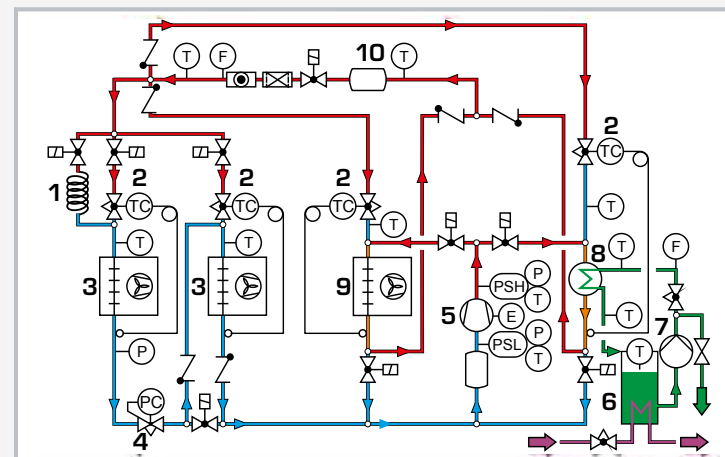 10
T F T
2
TC
1
2 2 2
TC TC TC
T
T
T T
8 T F
3 3 9
PSH P T
5 E
PSL P T
T
7
P
T
6
PC
4